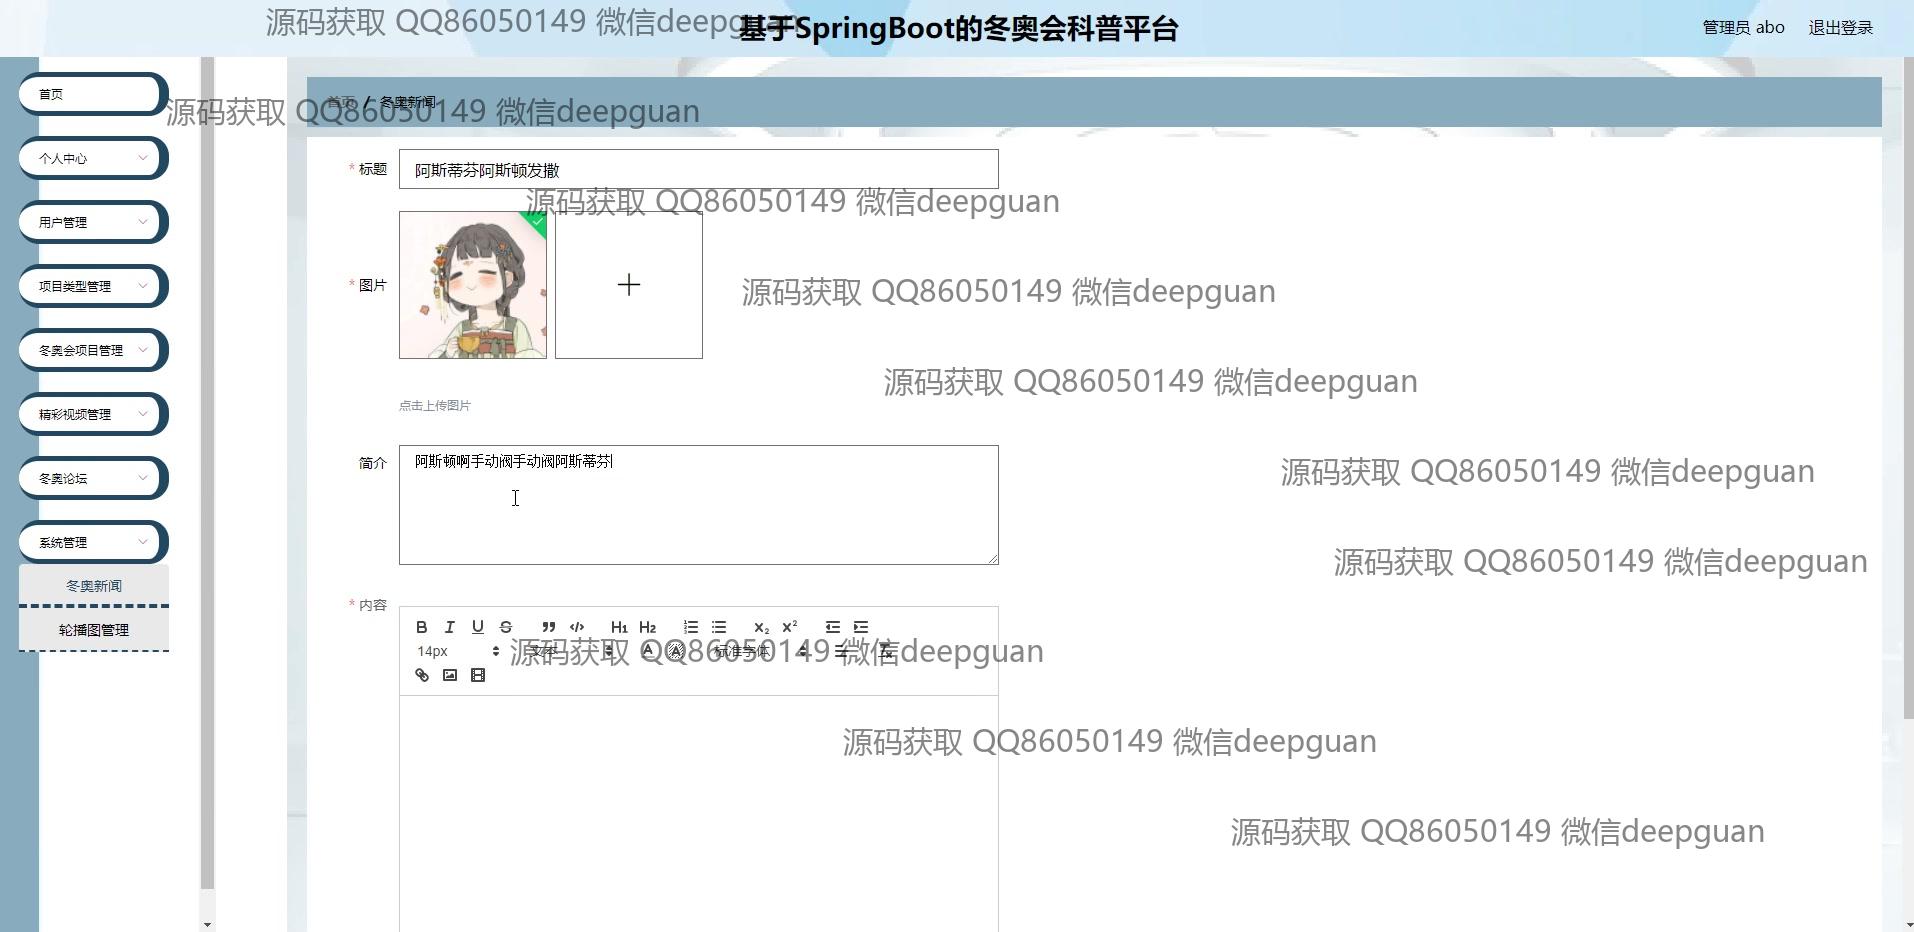 源码获取 QQ86050149 微信deepguan
基于SpringBoot的冬奥会科普平台
管理员 abo
退出登录
首页
个人中心
用户管理
项目类型管理
冬奥会项目管理
精彩视频管理
冬奥论坛
系统管理
冬奥新闻
轮播图管理
源码获取 QQ86050149 微信deepguan
首页 / 冬奥新闻
* 标题
阿斯蒂芬阿斯顿发撒
源码获取 QQ86050149 微信deepguan
* 图片
源码获取 QQ86050149 微信deepguan
源码获取 QQ86050149 微信deepguan
点击上传图片
简介
阿斯顿啊手动阀手动阀阿斯蒂芬
源码获取 QQ86050149 微信deepguan
源码获取 QQ86050149 微信deepguan
* 内容
B I U S H1 H2 X₂ X²
14px 文本 A A 标准字体
源码获取 QQ86050149 微信deepguan
源码获取 QQ86050149 微信deepguan
源码获取 QQ86050149 微信deepguan